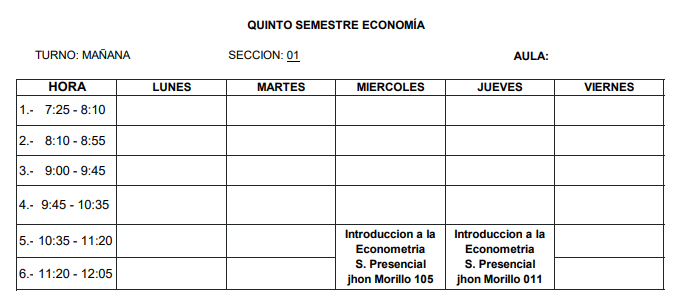 QUINTO SEMESTRE ECONOMÍA
TURNO: MAÑANA SECCION: 01 AULA:
HORA LUNES MARTES MIERCOLES JUEVES VIERNES
1.- 7:25 - 8:10
2.- 8:10 - 8:55
3.- 9:00 - 9:45
4.- 9:45 - 10:35
5.- 10:35 - 11:20
6.- 11:20 - 12:05
Introduccion a la
Econometria
S. Presencial
jhon Morillo 105
Introduccion a la
Econometria
S. Presencial
jhon Morillo 011